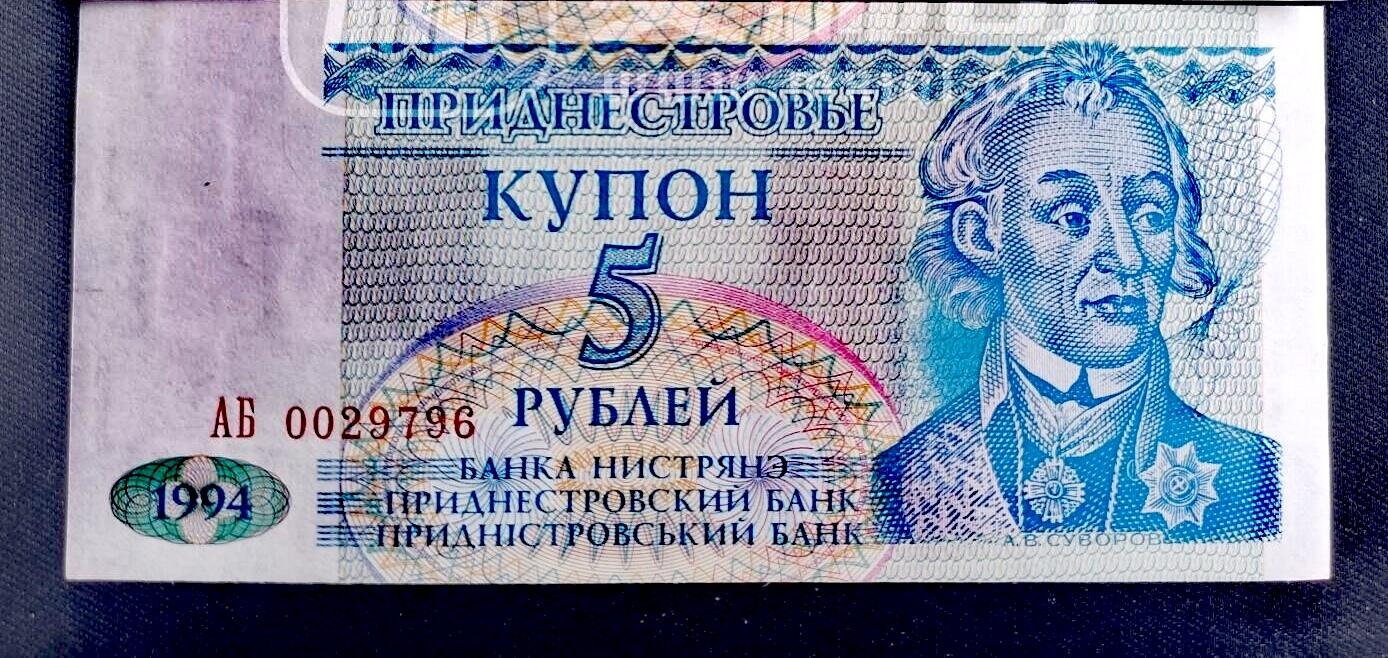 ПРИДНЕСТРОВЬЕ
КУПОН
5
РУБЛЕЙ
АБ 0029796
БАНКА НИСТРЯНЭ
1994
ПРИДНЕСТРОВСКИЙ БАНК
ПРИДНІСТРОВСЬКИЙ БАНК
А.В. СУВОРОВ